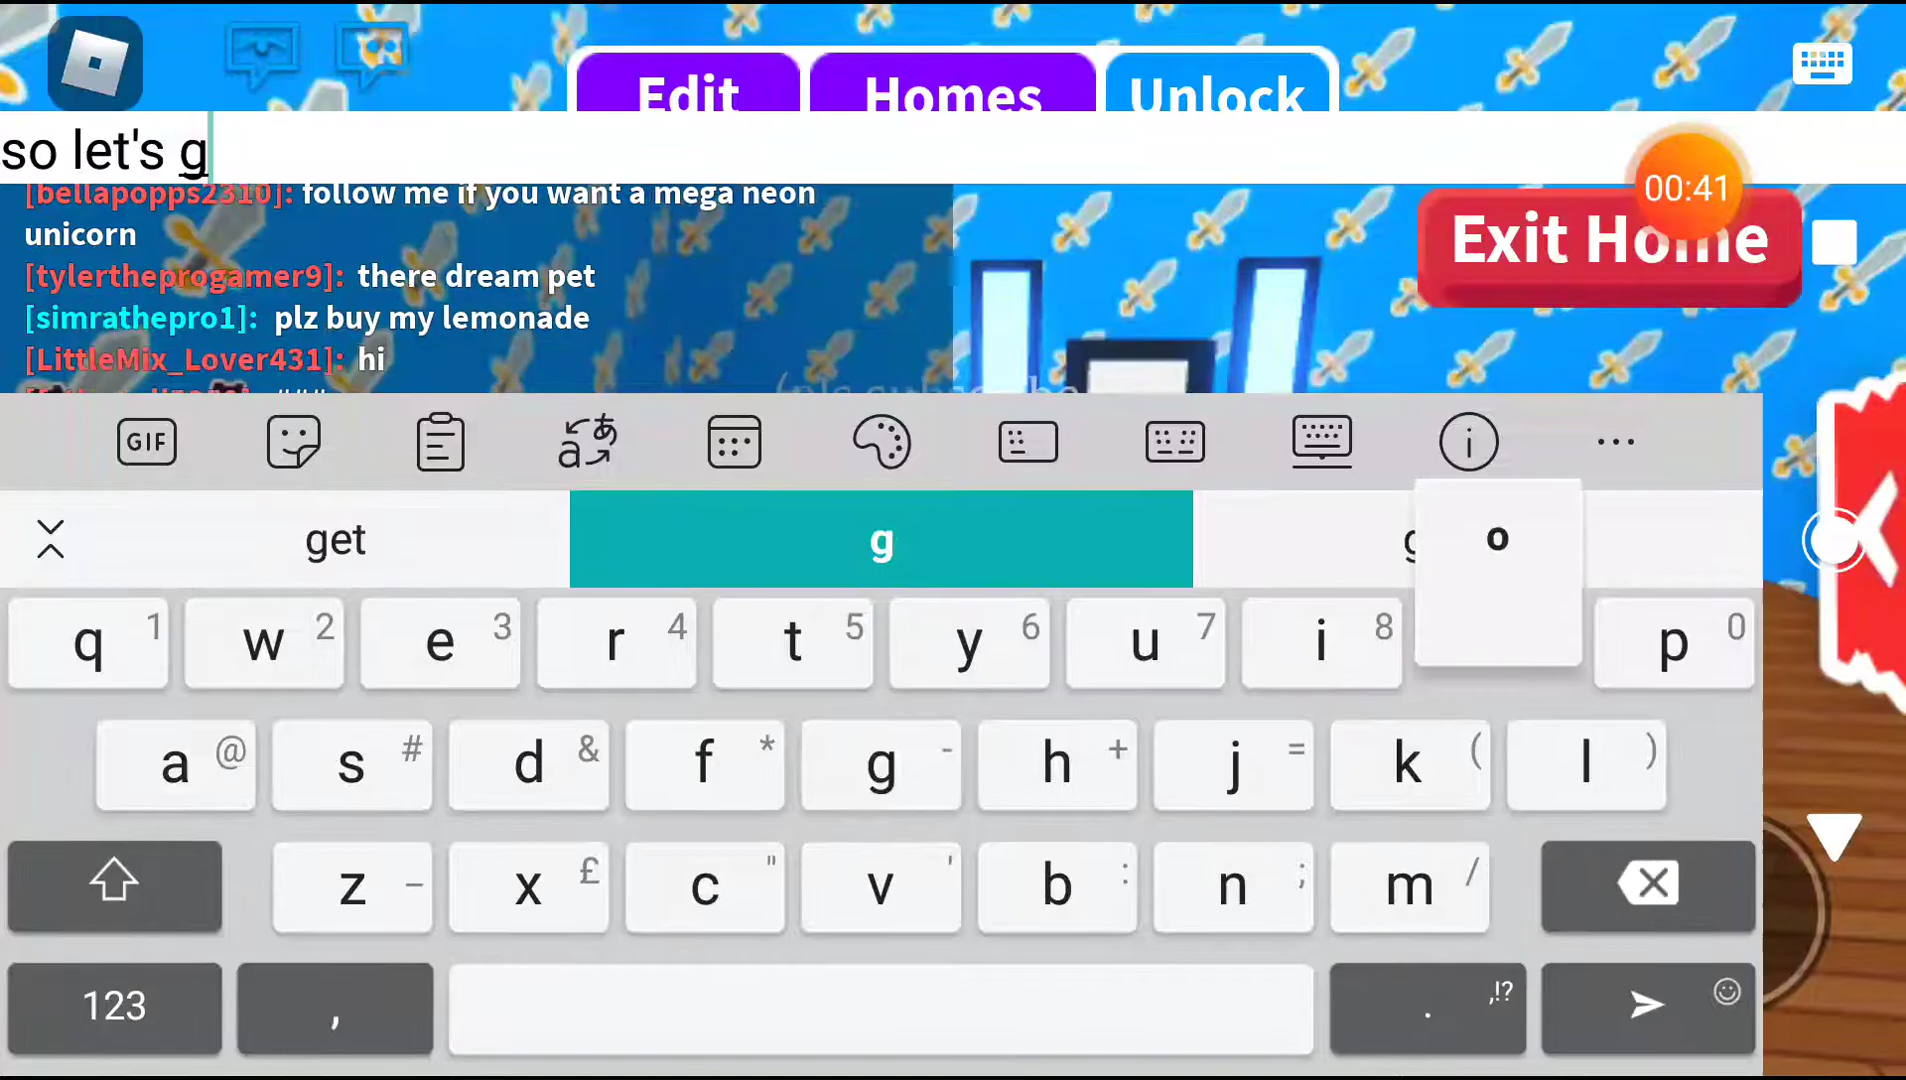 Edit Homes Unlock
so let's g
00:41
[bellapopps2310]: follow me if you want a mega neon
unicorn
Exit Home
[tylertheprogamer9]: there dream pet
[simrathepro1]: plz buy my lemonade
[LittleMix_Lover431]: hi
(pls subscribe
GIF
get g o
q 1 w 2 e 3 r 4 t 5 y 6 u 7 i 8 p 0
a @ s # d & f * g - h + j = k ( l )
z - x £ c " v ' b : n ; m /
123 , . ,!?